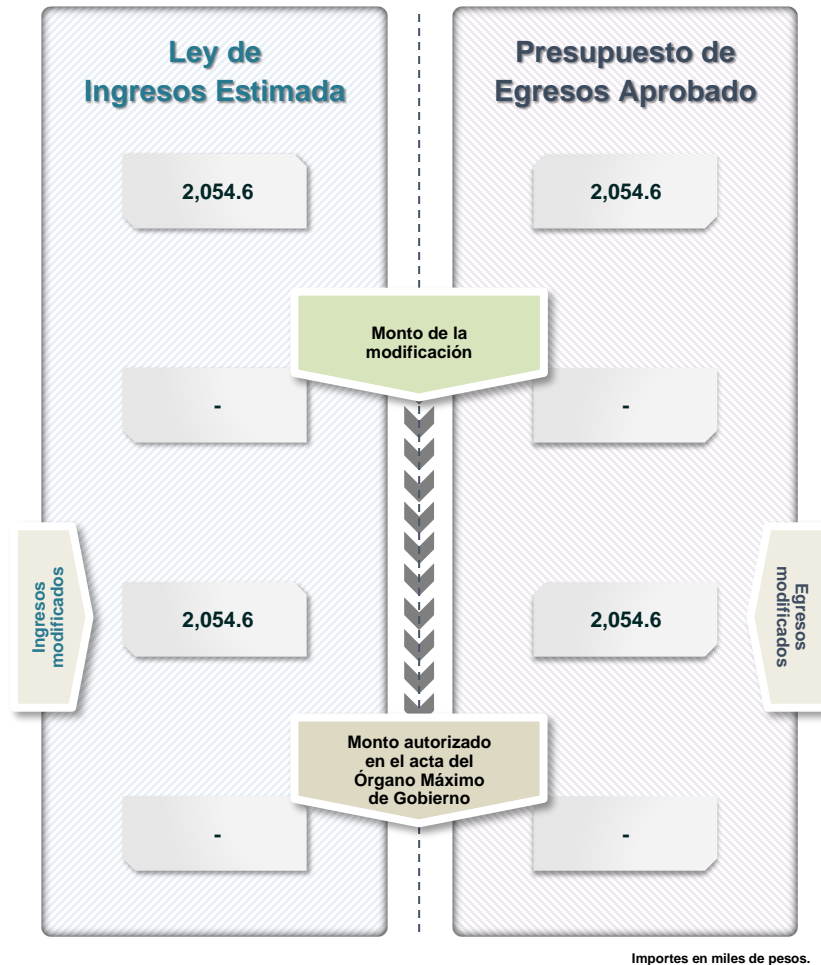 Ley de
Ingresos Estimada
Presupuesto de
Egresos Aprobado
2,054.6
2,054.6
Monto de la
modificación
-
-
Ingresos
modificados
2,054.6
2,054.6
Egresos
modificados
Monto autorizado
en el acta del
Órgano Máximo
de Gobierno
-
-
Importes en miles de pesos.